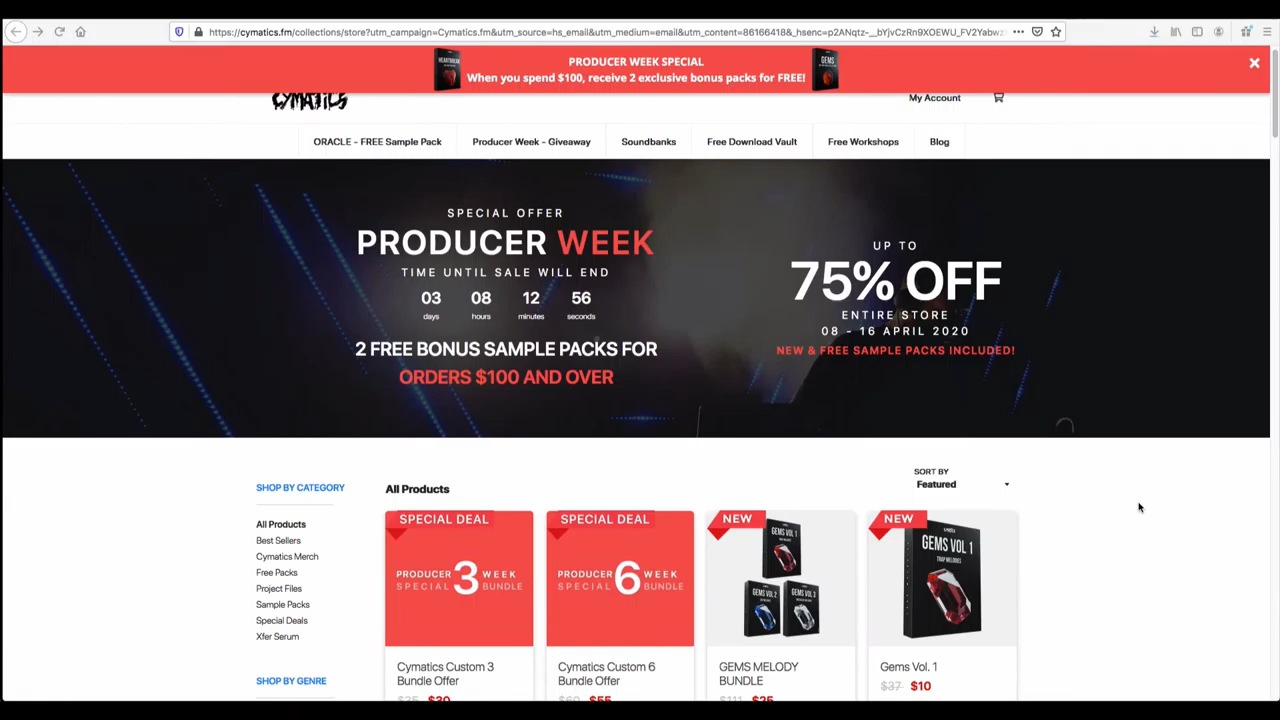 https://cymatics.fm/collections/store?utm_campaign=Cymatics.fm&utm_source=hs_email&utm_medium=email&utm_content=86166418&_hsenc=p2ANqtz-__bYjvCzRn9XOEWU_FV2Yabwz
PRODUCER WEEK SPECIAL
When you spend $100, receive 2 exclusive bonus packs for FREE!
HEARTBREAK
GEMS
CYMATICS
My Account
ORACLE - FREE Sample Pack
Producer Week - Giveaway
Soundbanks
Free Download Vault
Free Workshops
Blog
SPECIAL OFFER
PRODUCER WEEK
TIME UNTIL SALE WILL END
03 08 12 56
days hours minutes seconds
2 FREE BONUS SAMPLE PACKS FOR
ORDERS $100 AND OVER
UP TO
75% OFF
ENTIRE STORE
08 - 16 APRIL 2020
NEW & FREE SAMPLE PACKS INCLUDED!
SHOP BY CATEGORY
All Products
Best Sellers
Cymatics Merch
Free Packs
Project Files
Sample Packs
Special Deals
Xfer Serum
SHOP BY GENRE
All Products
SORT BY
Featured
SPECIAL DEAL
PRODUCER 3 WEEK
SPECIAL BUNDLE
Cymatics Custom 3
Bundle Offer
$35 $30
SPECIAL DEAL
PRODUCER 6 WEEK
SPECIAL BUNDLE
Cymatics Custom 6
Bundle Offer
$60 $55
NEW
GEMS VOL 1
GEMS VOL 2
GEMS VOL 3
GEMS MELODY
BUNDLE
$111 $25
NEW
GEMS VOL 1
TRAP MELODIES
Gems Vol. 1
$37 $10